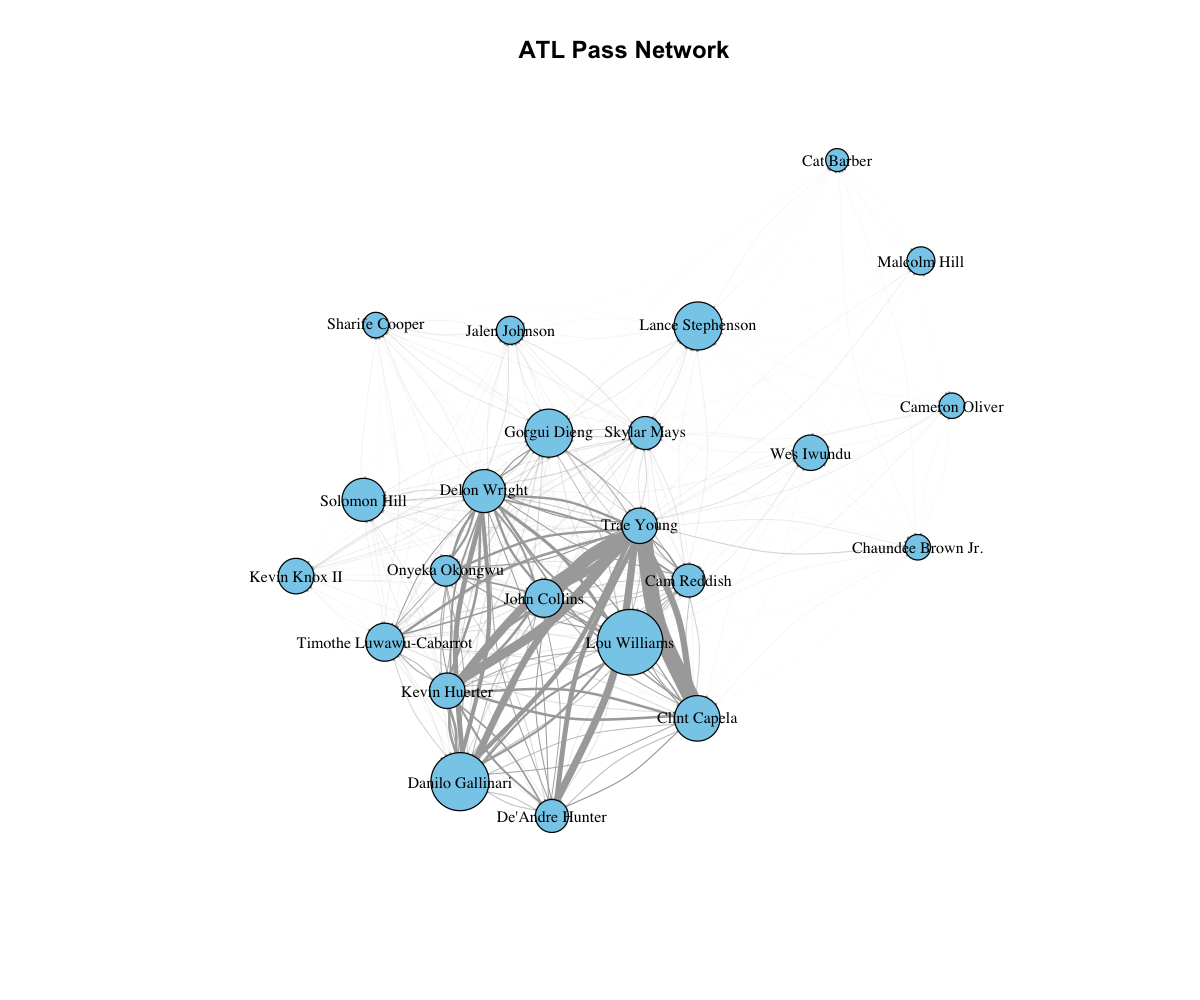 ATL Pass Network
Cat Barber
Malcolm Hill
Sharife Cooper
Jalen Johnson
Lance Stephenson
Cameron Oliver
Gorgui Dieng
Skylar Mays
Wes Iwundu
Delon Wright
Solomon Hill
Trae Young
Chaundee Brown Jr.
Kevin Knox II
Onyeka Okongwu
Cam Reddish
John Collins
Timothe Luwawu-Cabarrot
Lou Williams
Kevin Huerter
Clint Capela
Danilo Gallinari
De'Andre Hunter